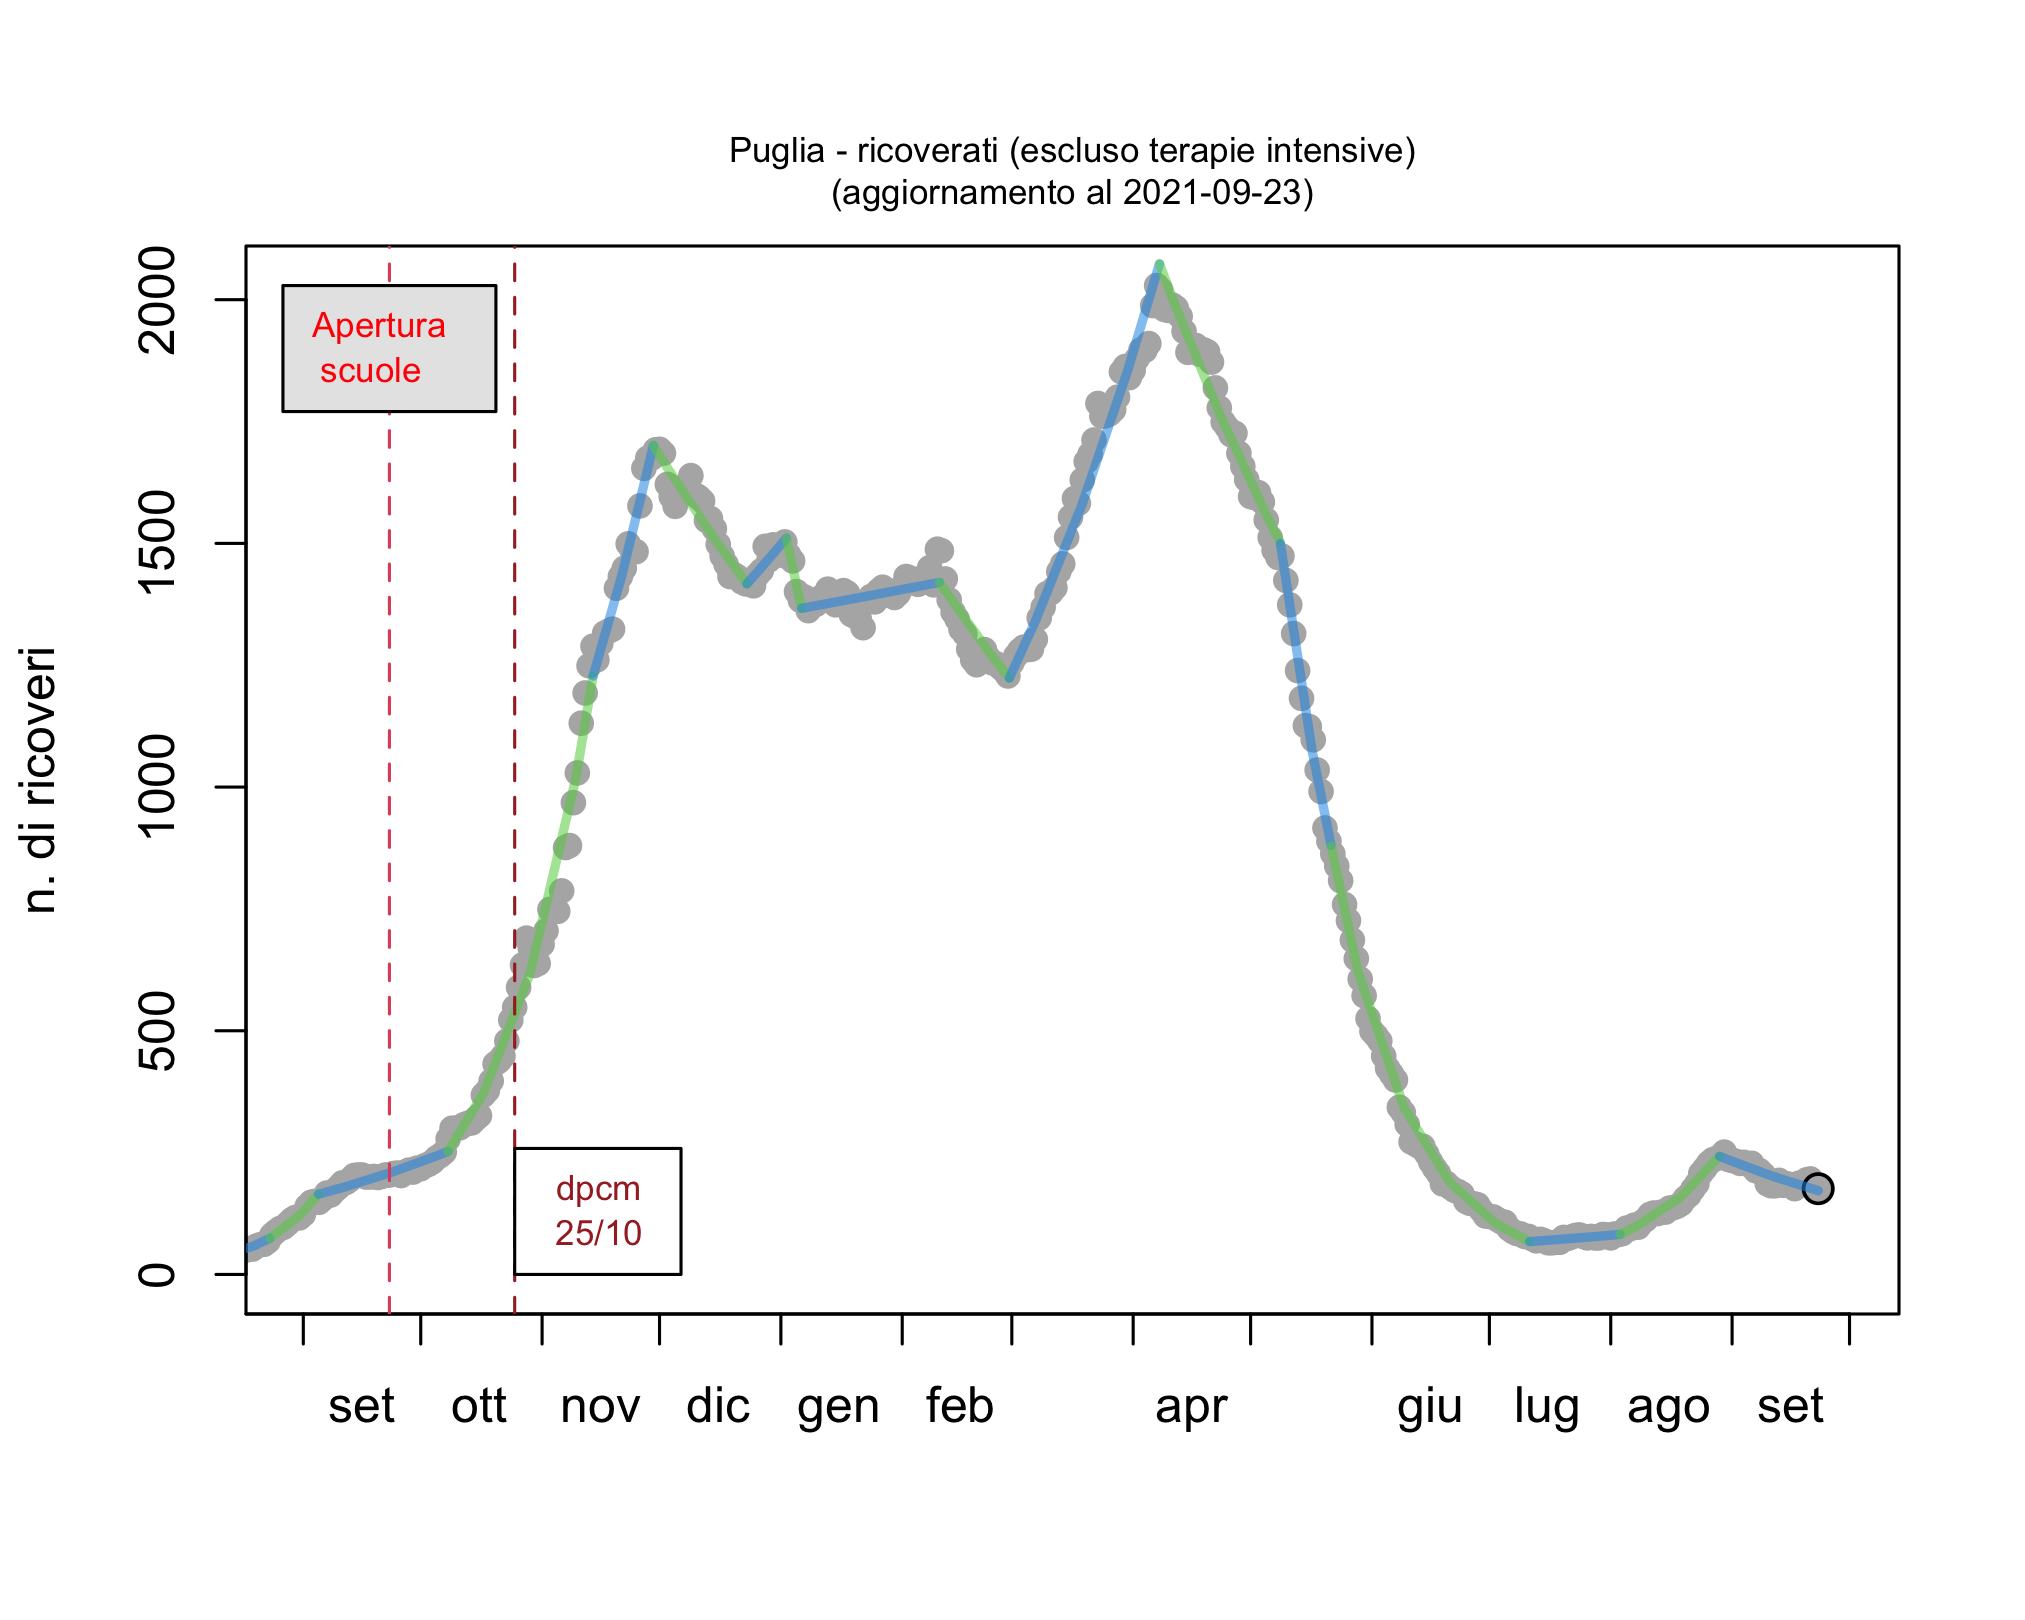 Puglia - ricoverati (escluso terapie intensive)
(aggiornamento al 2021-09-23)
n. di ricoveri
2000
1500
1000
500
0
Apertura
scuole
dpcm
25/10
set ott nov dic gen feb apr giu lug ago set